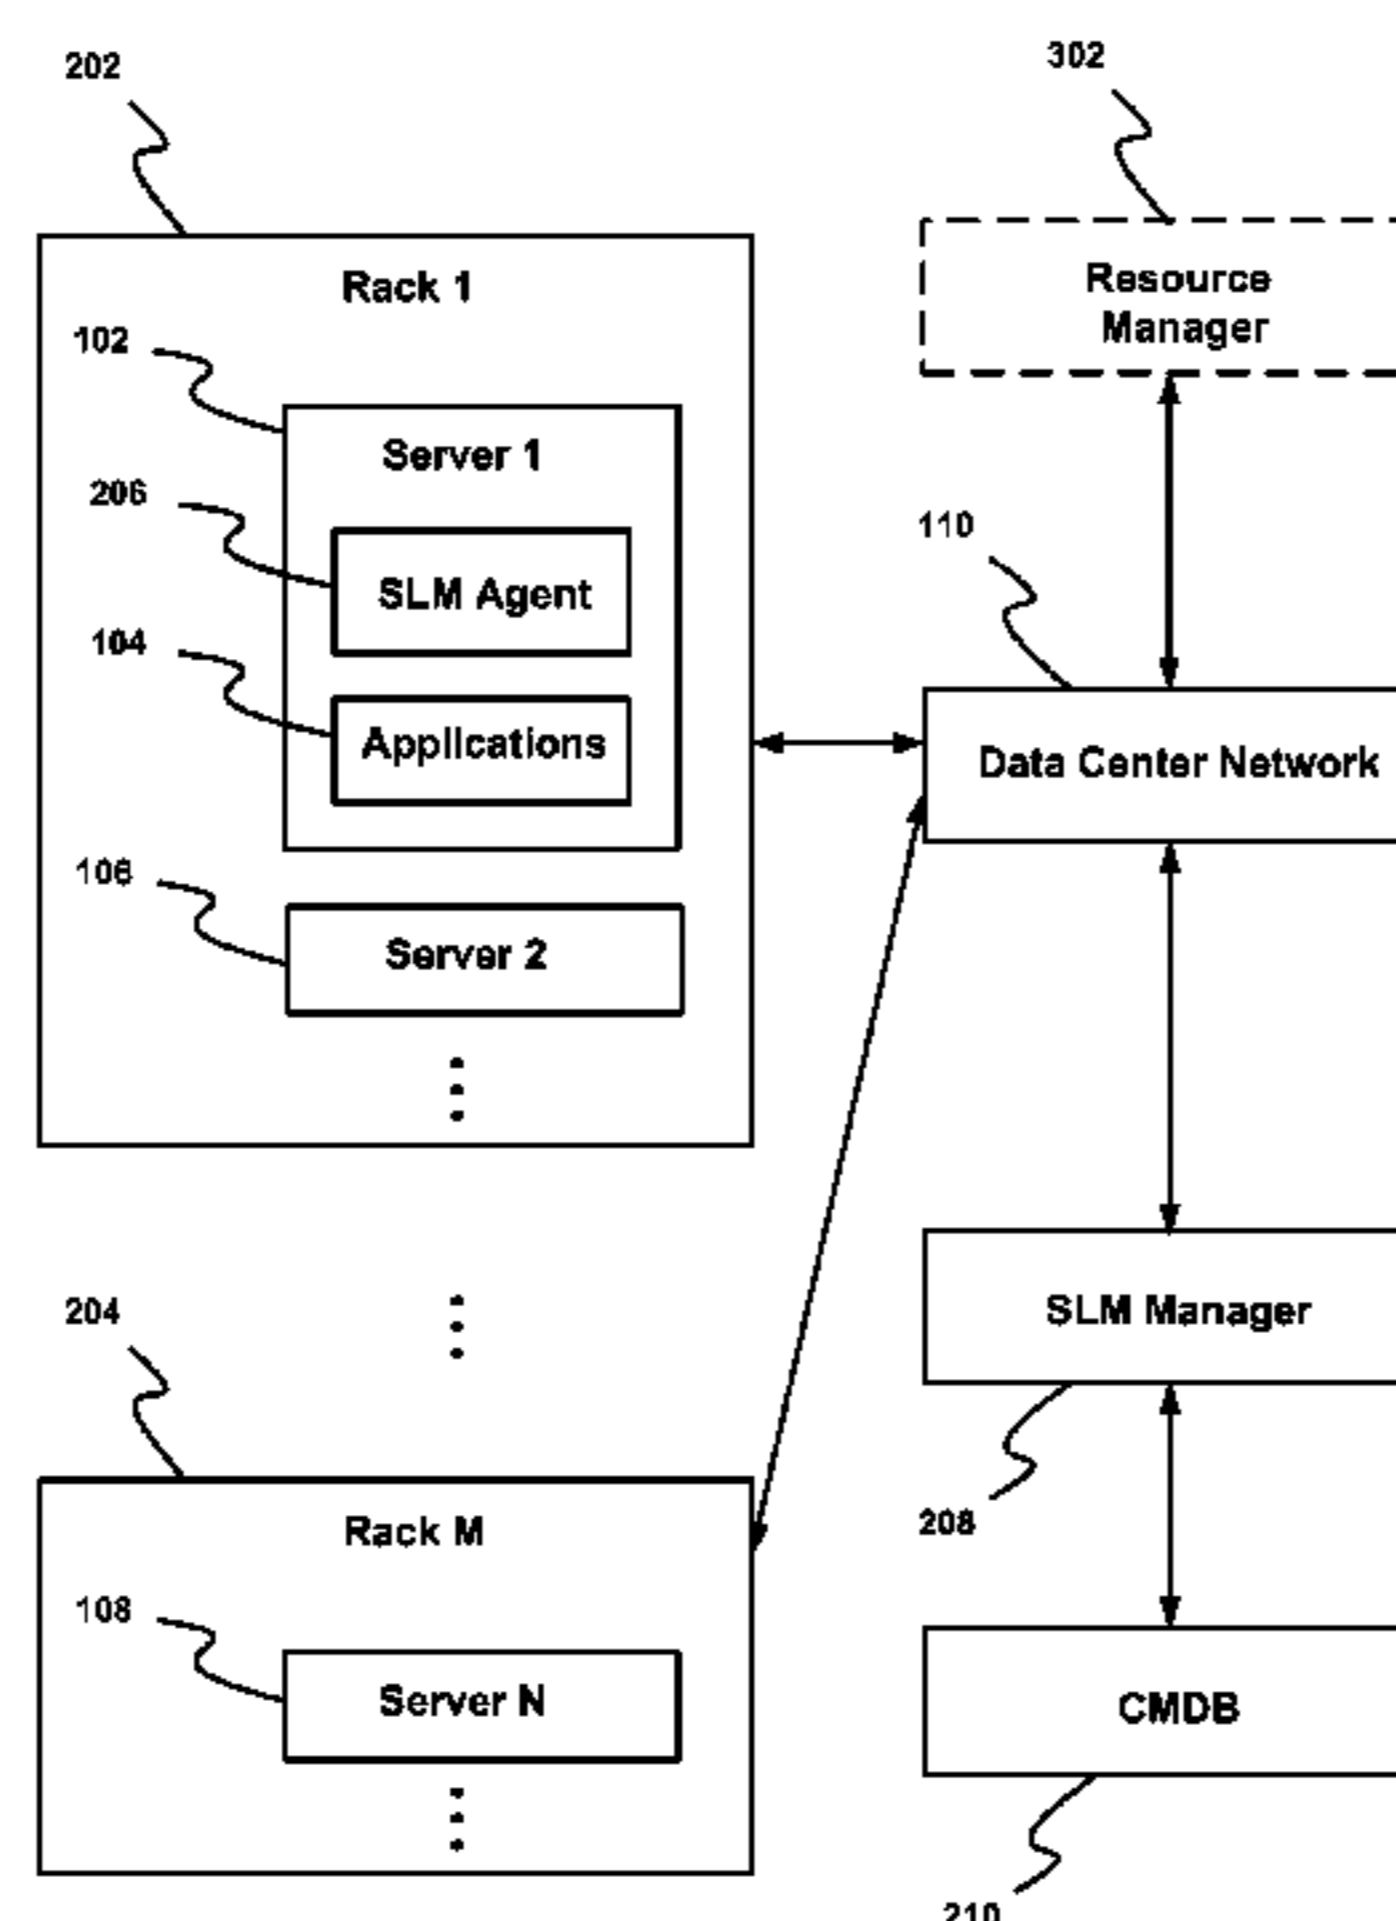 202
302
Rack 1
Resource
Manager
102
Server 1
206
SLM Agent
110
104
Applications
Data Center Network
106
Server 2
204
SLM Manager
208
Rack M
108
Server N
CMDB
210